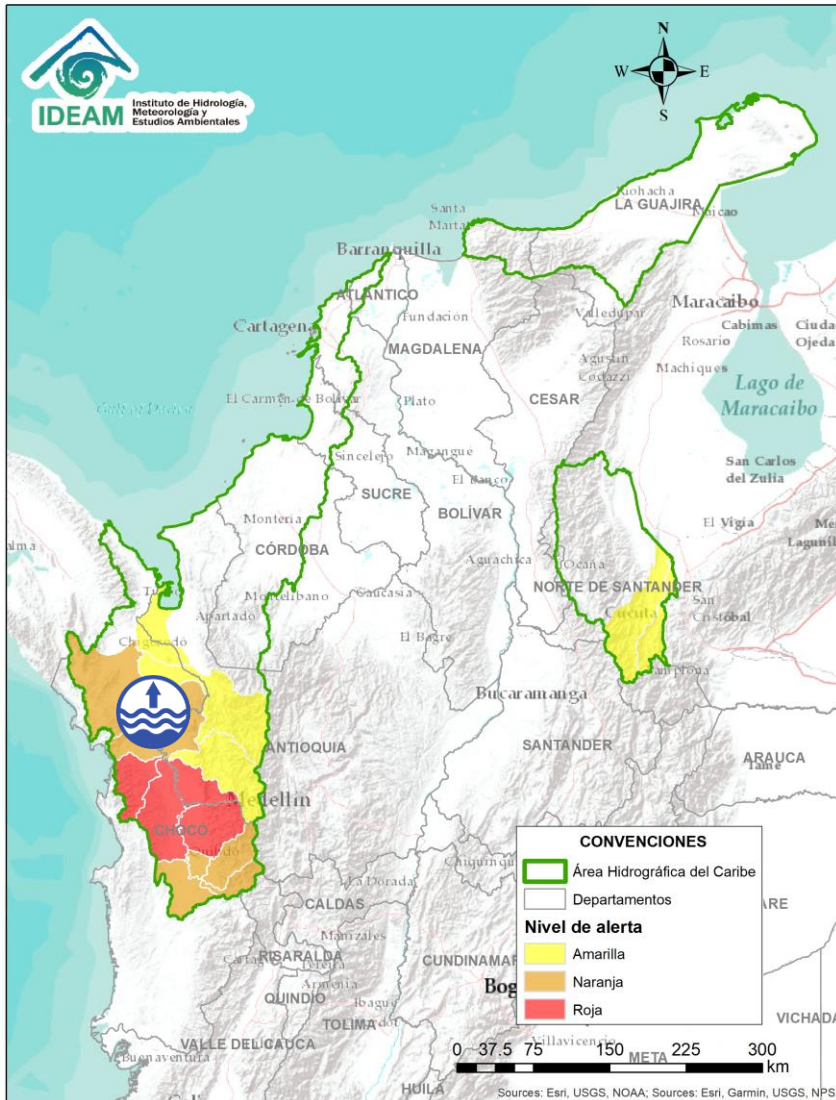 IDEAM
Instituto de Hidrología,
Meteorología y
Estudios Ambientales
N
W
E
S
Riohacha
LA GUAJIRA
Maicao
Santa
Marta
Barranquilla
ATLÁNTICO
Maracaibo
Cabimas
Ciudad
Ojeda
Cartagena
Fundación
Valledupar
Rosario
MAGDALENA
Agustín
Codazzi
Machiques
CESAR
Lago de
Maracaibo
El Carmen de Bolívar
Plato
Sincelejo
Magangué
San Carlos
del Zulia
SUCRE
El Banco
BOLÍVAR
El Vigía
Montería
CÓRDOBA
Aguachica
Ocaña
NORTE DE SANTANDER
Montelíbano
Caucasia
Turbo
Apartadó
Cúcuta
San
Cristóbal
Chigorodó
El Bagre
Pamplona
Bucaramanga
ANTIOQUIA
SANTANDER
ARAUCA
Tame
Medellín
CHOCÓ
Quibdó
Chiquinqu
La Dorada
CALDAS
Manizales
RISARALDA
Cartago
Pereira
CUNDINAMAR
Armenia
QUINDÍO
Ibagué
Bog
TOLIMA
VICHADA
Villavicencio
VALLE DEL CAUCA
META
Buenaventura
HUILA
CONVENCIONES
Área Hidrográfica del Caribe
Departamentos
Nivel de alerta
Amarilla
Naranja
Roja
0 37.5 75 150 225 300
km
Sources: Esri, USGS, NOAA; Sources: Esri, Garmin, USGS, NPS